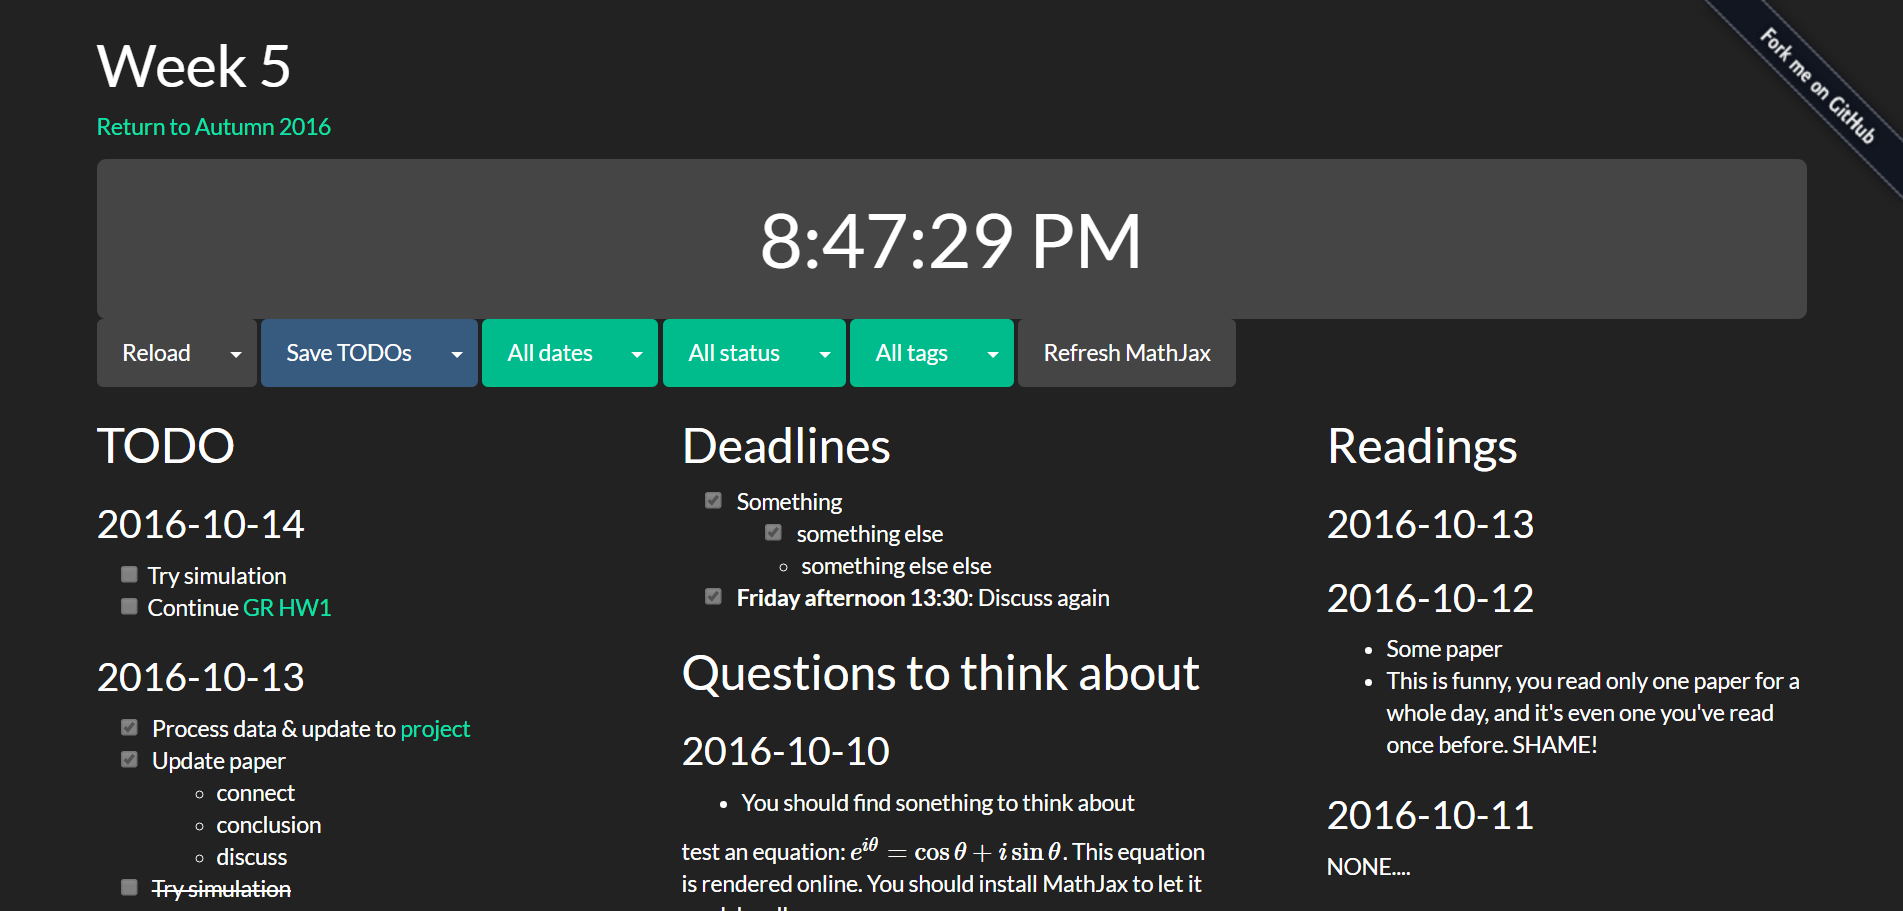 Week 5
Fork me on GitHub
Return to Autumn 2016
8:47:29 PM
Reload
Save TODOs
All dates
All status
All tags
Refresh MathJax
TODO
2016-10-14
Try simulation
Continue GR HW1
2016-10-13
Process data & update to project
Update paper
connect
conclusion
discuss
Try simulation
Deadlines
Something
something else
something else else
Friday afternoon 13:30: Discuss again
Questions to think about
2016-10-10
You should find sonething to think about
test an equation: e^{iθ} = cos θ + i sin θ. This equation
is rendered online. You should install MathJax to let it
Readings
2016-10-13
2016-10-12
Some paper
This is funny, you read only one paper for a
whole day, and it's even one you've read
once before. SHAME!
2016-10-11
NONE....